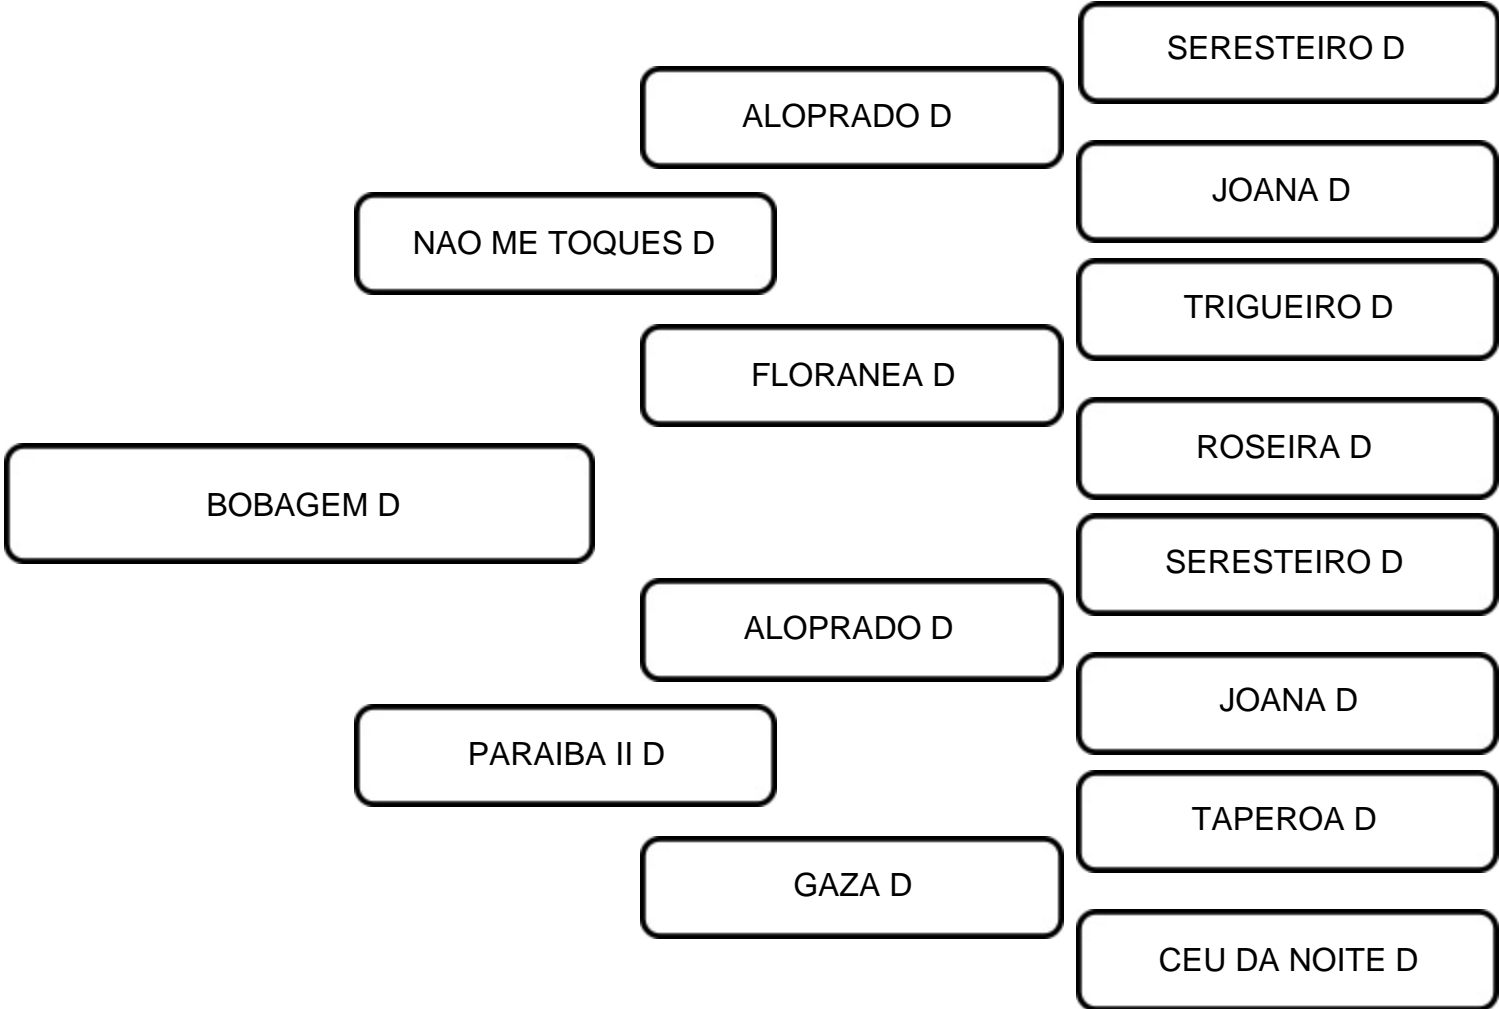 SERESTEIRO D
ALOPRADO D
JOANA D
NAO ME TOQUES D
TRIGUEIRO D
FLORANEA D
ROSEIRA D
BOBAGEM D
SERESTEIRO D
ALOPRADO D
JOANA D
PARAIBA II D
TAPEROA D
GAZA D
CEU DA NOITE D